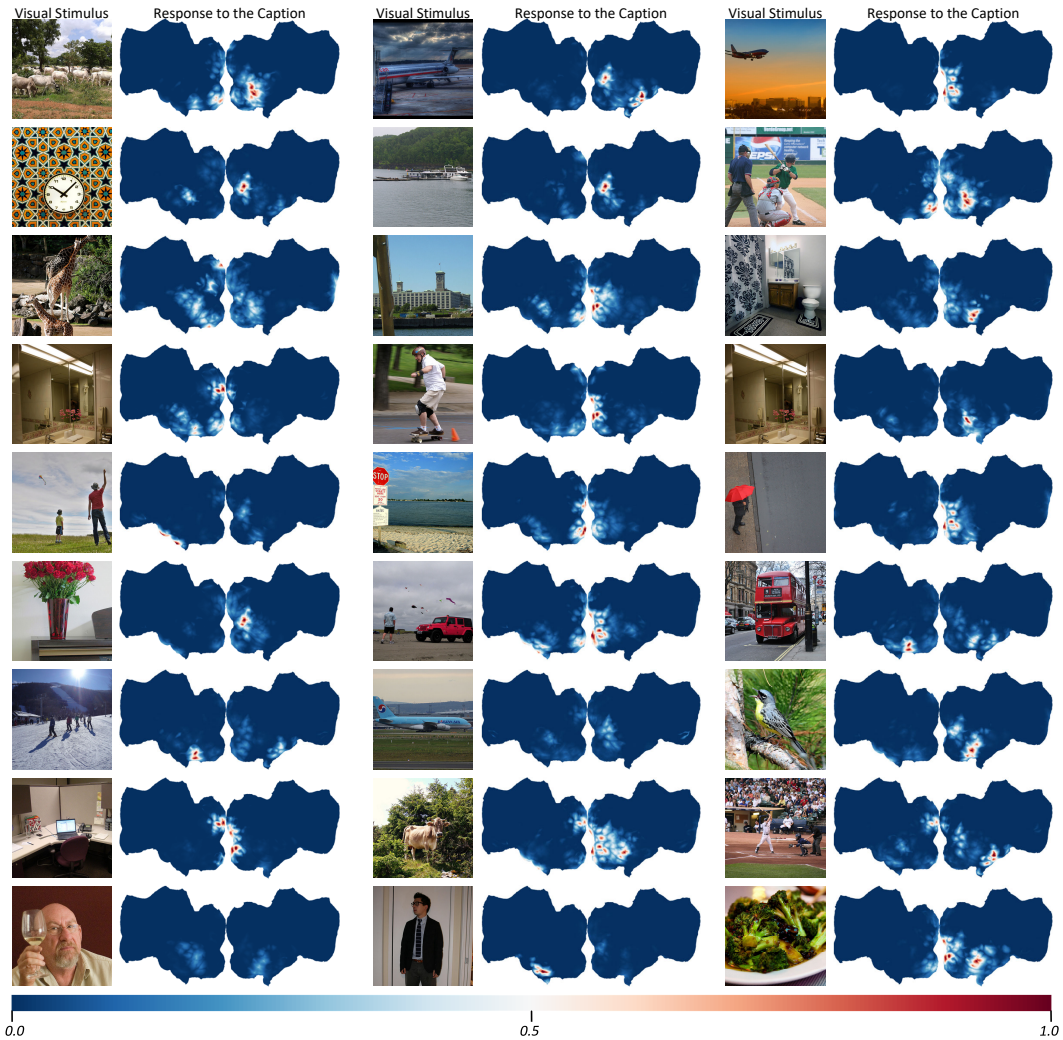 Visual Stimulus Response to the Caption Visual Stimulus Response to the Caption Visual Stimulus Response to the Caption
PEPSI
STOP
0.0 0.5 1.0